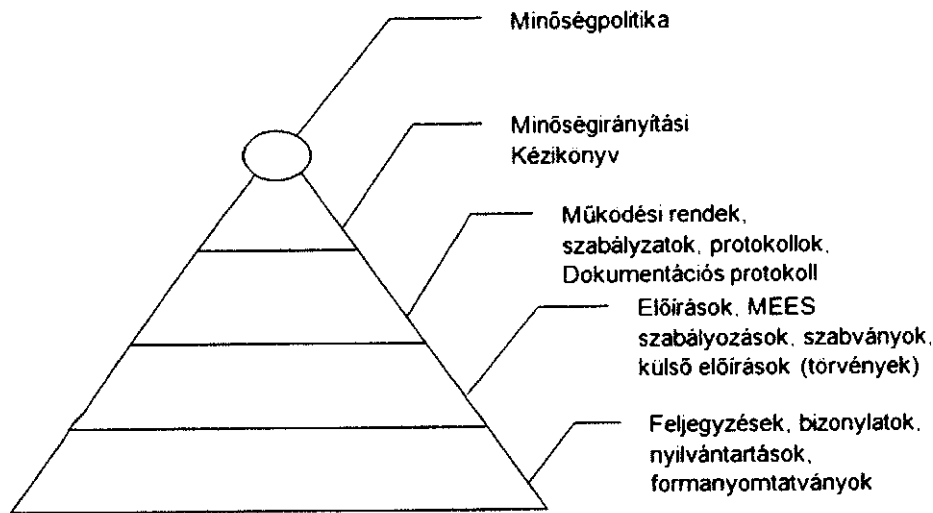 Minőségpolitika
Minőségirányítási
Kézikönyv
Működési rendek,
szabályzatok, protokollok,
Dokumentációs protokoll
Előírások, MEES
szabályozások, szabványok,
külső előírások (törvények)
Feljegyzések, bizonylatok,
nyilvántartások,
formanyomtatványok